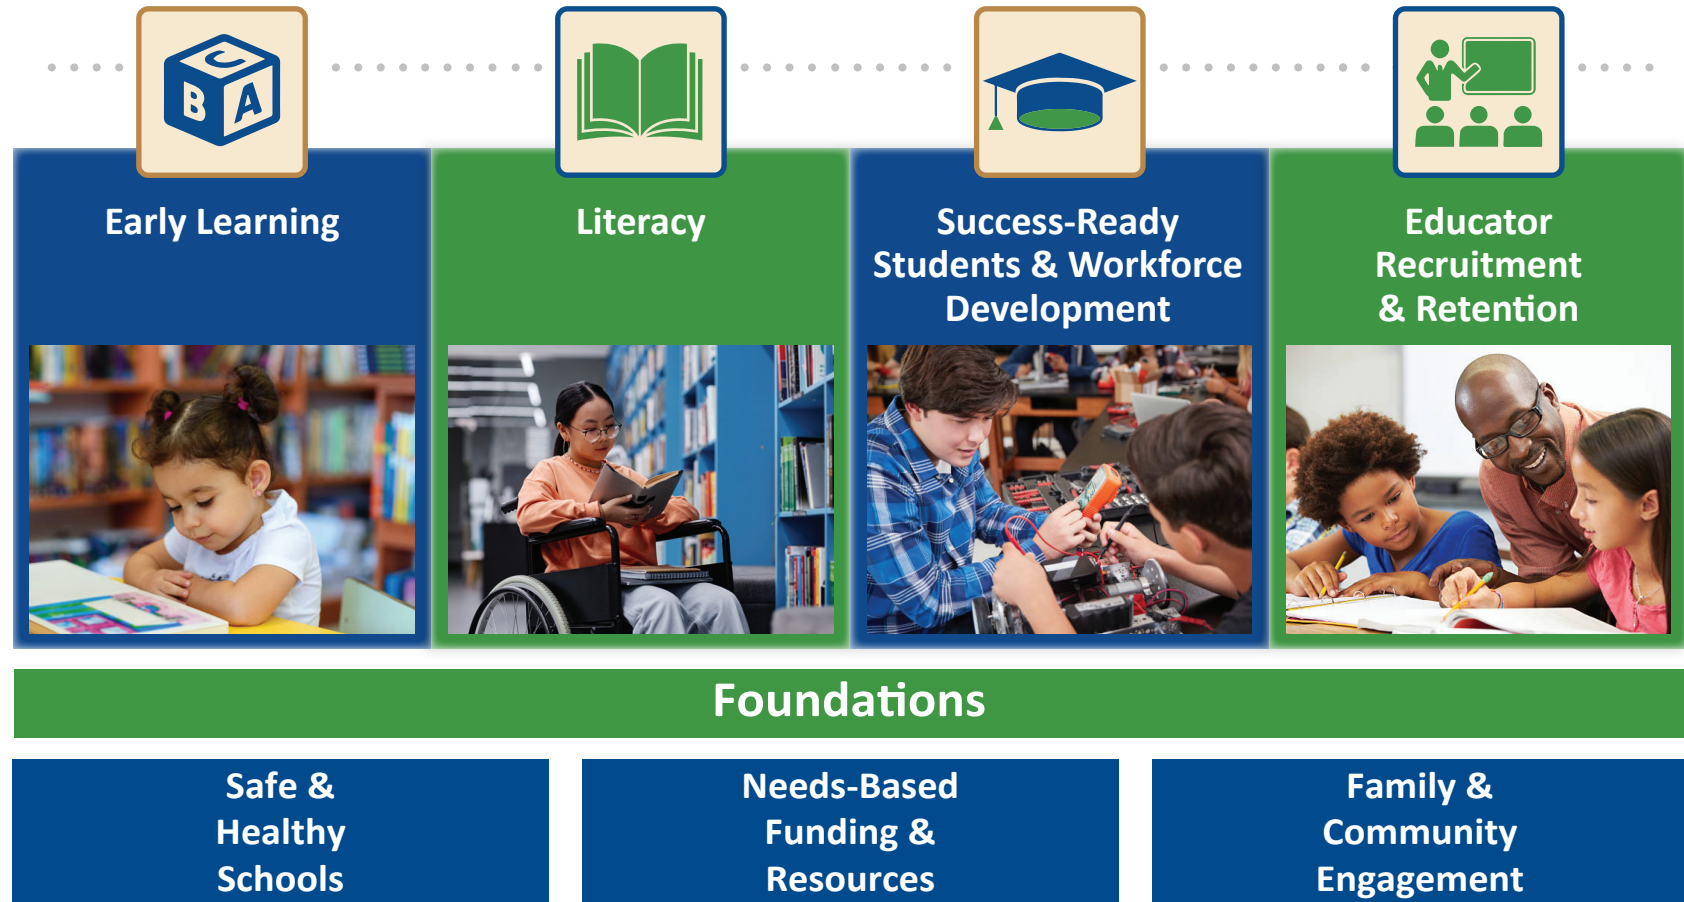 C
B A
Early Learning
Literacy
Success-Ready
Students & Workforce
Development
Educator
Recruitment
& Retention
Foundations
Safe &
Healthy
Schools
Needs-Based
Funding &
Resources
Family &
Community
Engagement